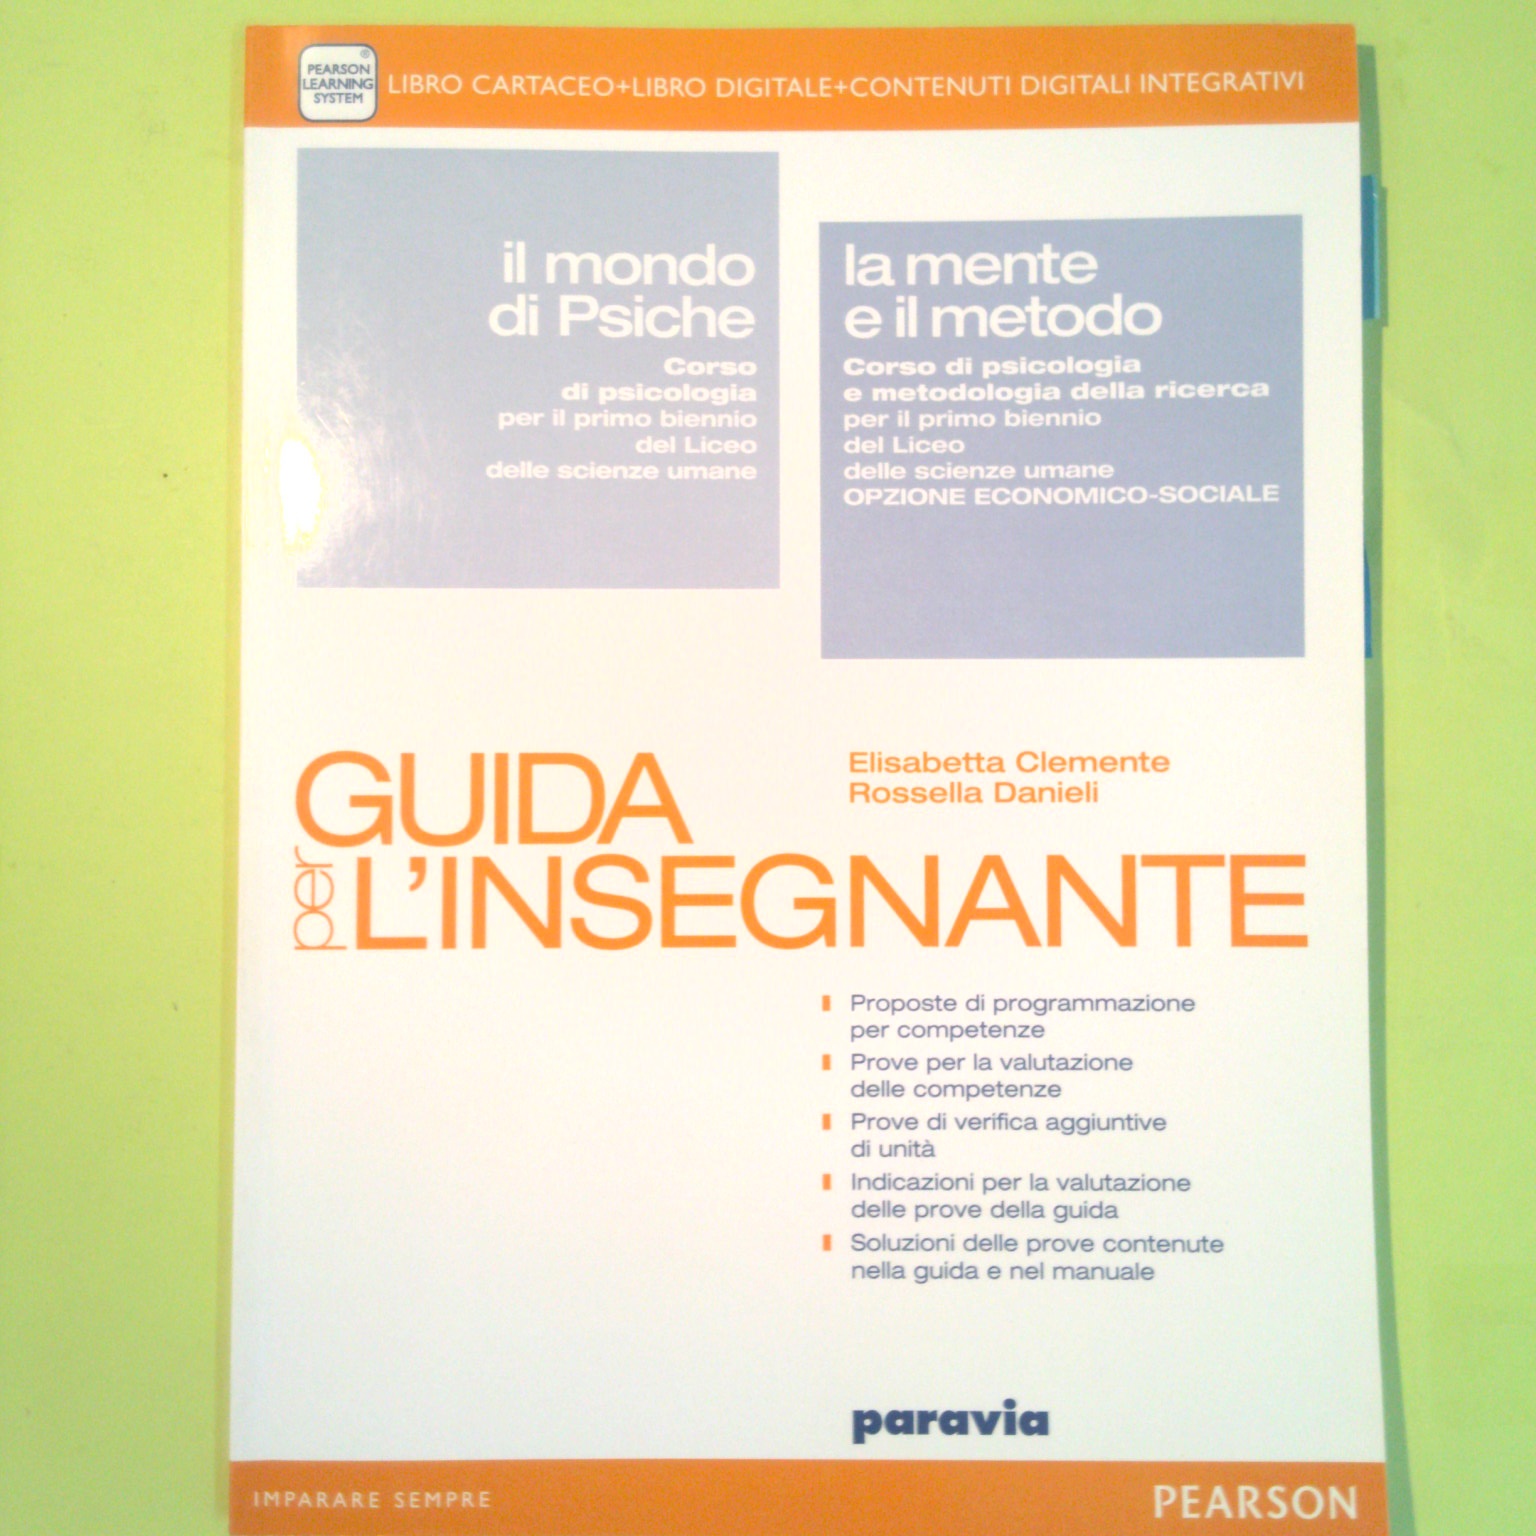 PEARSON
LEARNING
SYSTEM
®
LIBRO CARTACEO+LIBRO DIGITALE+CONTENUTI DIGITALI INTEGRATIVI
il mondo
di Psiche
Corso
di psicologia
per il primo biennio
del Liceo
delle scienze umane
la mente
e il metodo
Corso di psicologia
e metodologia della ricerca
per il primo biennio
del Liceo
delle scienze umane
OPZIONE ECONOMICO-SOCIALE
Elisabetta Clemente
Rossella Danieli
GUIDA
per L'INSEGNANTE
Proposte di programmazione
per competenze
Prove per la valutazione
delle competenze
Prove di verifica aggiuntive
di unità
Indicazioni per la valutazione
delle prove della guida
Soluzioni delle prove contenute
nella guida e nel manuale
paravia
IMPARARE SEMPRE
PEARSON